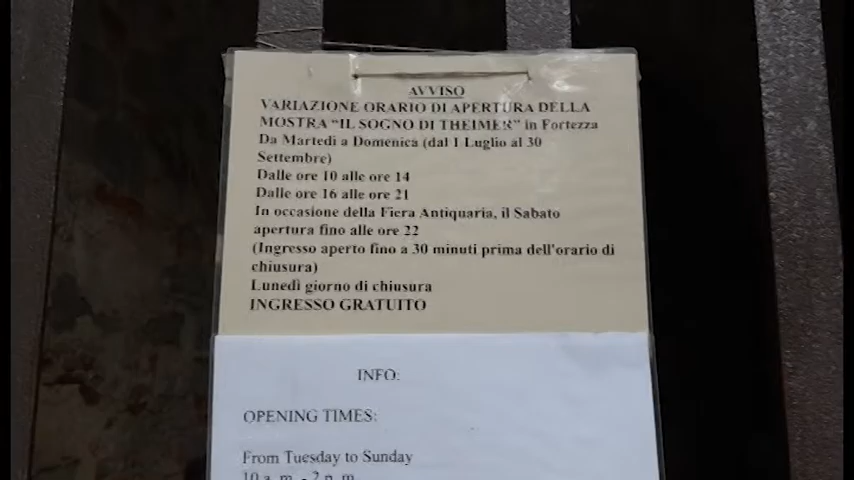 AVVISO
VARIAZIONE ORARIO DI APERTURA DELLA
MOSTRA "IL SOGNO DI THEIMER" in FORTEZZA
Da Martedì a Domenica (dal 1 Luglio al 30
Settembre)
Dalle ore 10 alle ore 14
Dalle ore 16 alle ore 21
In occasione della Fiera Antiquaria, il Sabato
apertura fino alle ore 22
(Ingresso aperto fino a 30 minuti prima dell'orario di
chiusura)
Lunedì giorno di chiusura
INGRESSO GRATUITO
INFO:
OPENING TIMES:
From Tuesday to Sunday
10 a. m. - 2 p. m.